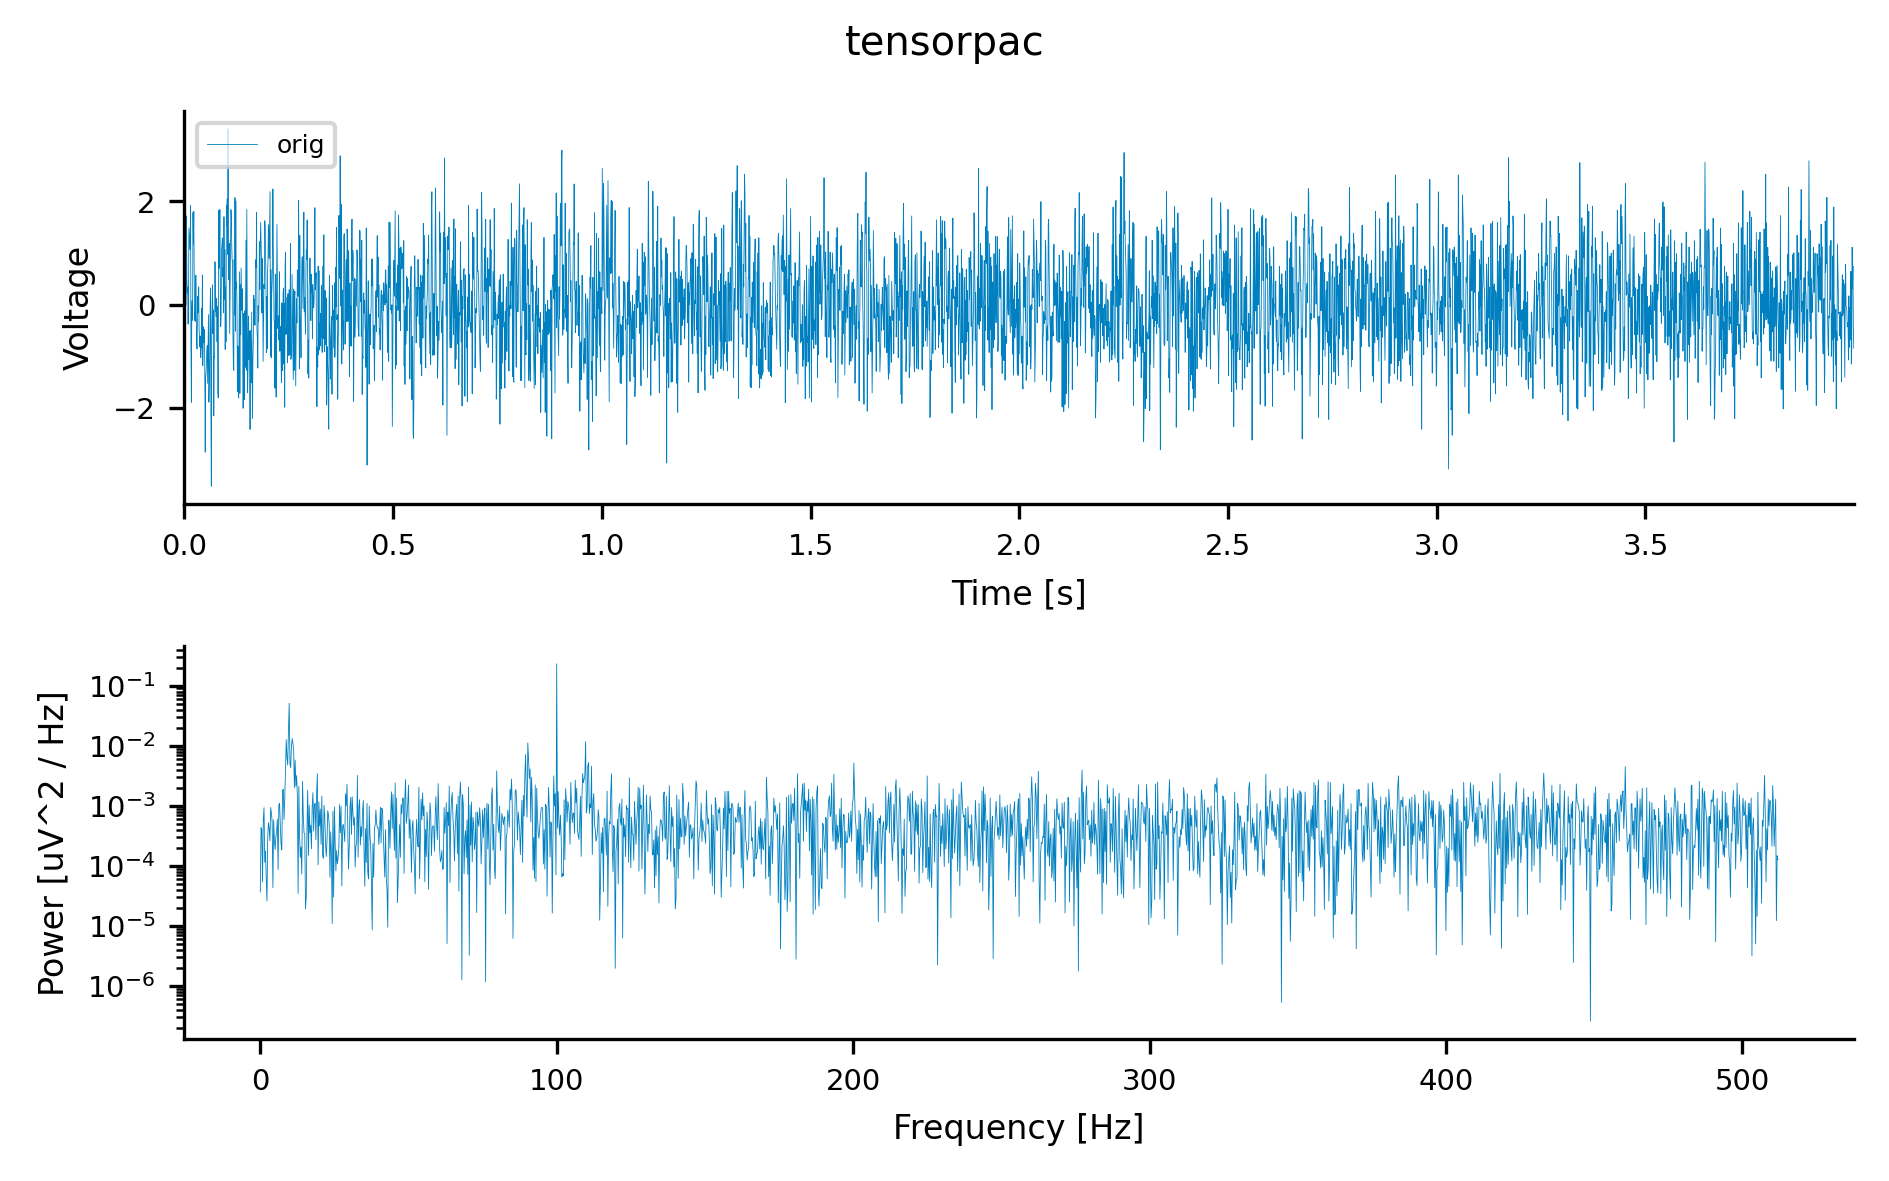 tensorpac
orig
Voltage
2
0
−2
0.0 0.5 1.0 1.5 2.0 2.5 3.0 3.5
Time [s]
Power [uV^2 / Hz]
10⁻¹
10⁻²
10⁻³
10⁻⁴
10⁻⁵
10⁻⁶
0 100 200 300 400 500
Frequency [Hz]